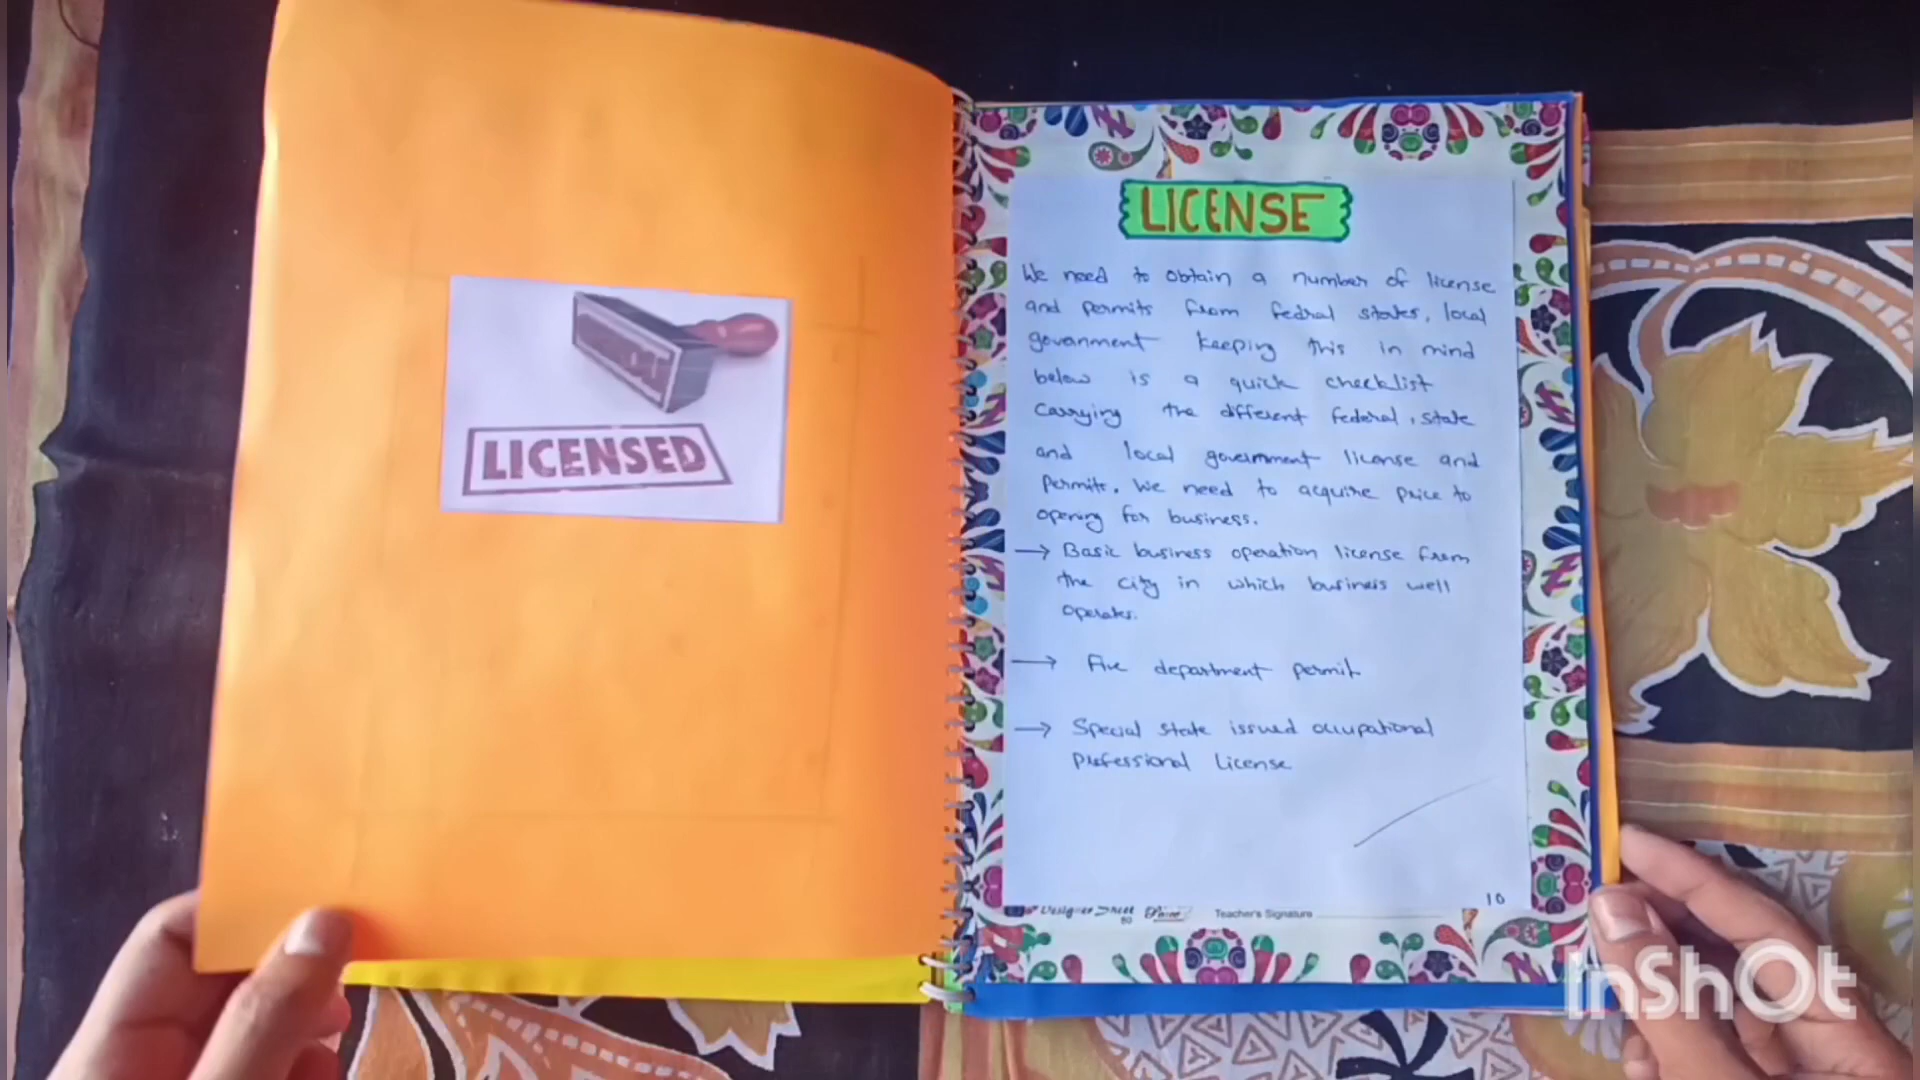 LICENSED
LICENSE
We need to obtain a number of license
and permits from fedral states, local
government keeping this in mind
below is a quick checklist
Carrying the different federal, state
and local government license and
Permits. We need to acquire price to
opening for business.
→ Basic business operation license from
the city in which business well
operates.
→ Fire department permit
→ Special state issued occupational
professional License
10
Designer Sheet
Teacher's Signature
InShOt